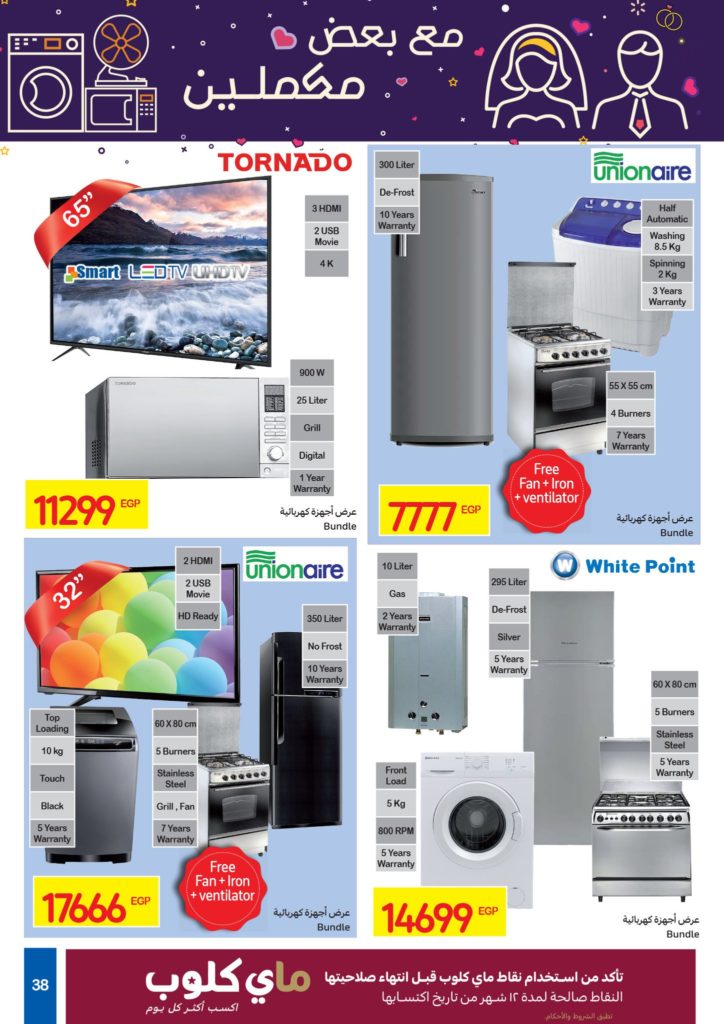 مع بعض
مكملين
TORNADO
65”
Smart LEDTV UHDTV
3 HDMI
2 USB
Movie
4 K
TORNADO
900 W
25 Liter
Grill
Digital
1 Year
Warranty
11299 EGP
عرض أجهزة كهربائية
Bundle
unionaire
300 Liter
De-Frost
10 Years
Warranty
Half
Automatic
Washing
8.5 Kg
Spinning
2 Kg
3 Years
Warranty
55 X 55 cm
4 Burners
7 Years
Warranty
Free
Fan + Iron
+ ventilator
7777 EGP
عرض أجهزة كهربائية
Bundle
unionaire
32”
2 HDMI
2 USB
Movie
HD Ready
350 Liter
No Frost
10 Years
Warranty
Top
Loading
10 kg
Touch
Black
5 Years
Warranty
60 X 80 cm
5 Burners
Stainless
Steel
Grill , Fan
7 Years
Warranty
Free
Fan + Iron
+ ventilator
17666 EGP
عرض أجهزة كهربائية
Bundle
W White Point
10 Liter
Gas
2 Years
Warranty
295 Liter
De-Frost
Silver
5 Years
Warranty
60 X 80 cm
5 Burners
Stainless
Steel
5 Years
Warranty
Front
Load
5 Kg
800 RPM
5 Years
Warranty
14699 EGP
عرض أجهزة كهربائية
Bundle
38
ماي كلوب
اكسب أكثر كل يوم
تأكد من استخدام نقاط ماي كلوب قبل انتهاء صلاحيتها
النقاط صالحة لمدة ١٢ شهر من تاريخ اكتسابها
تطبق الشروط والأحكام.